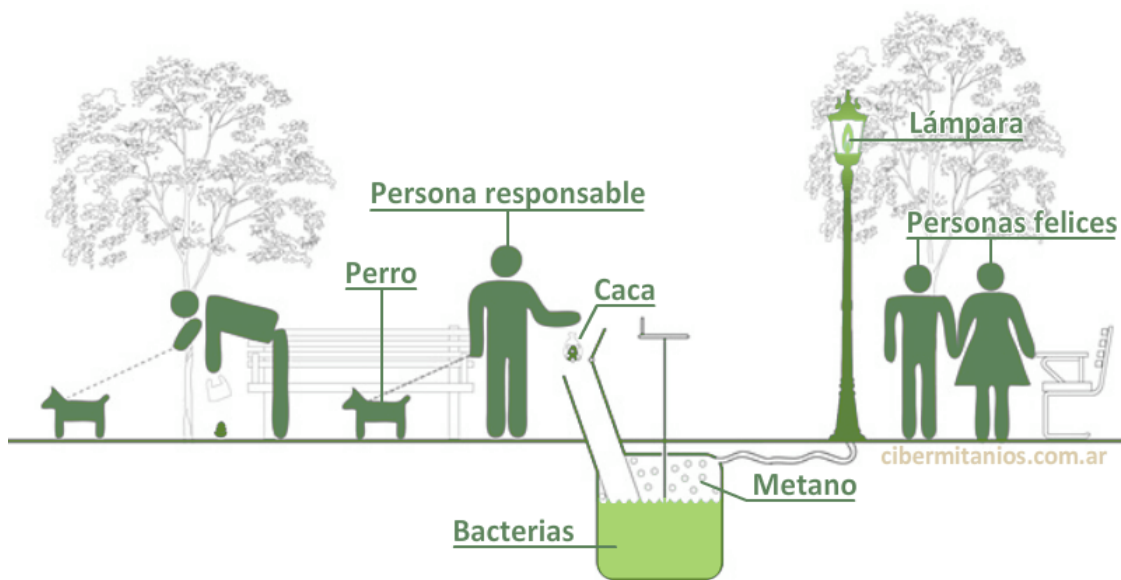 Lámpara
Persona responsable
Personas felices
Perro
Caca
cibermitanios.com.ar
Metano
Bacterias